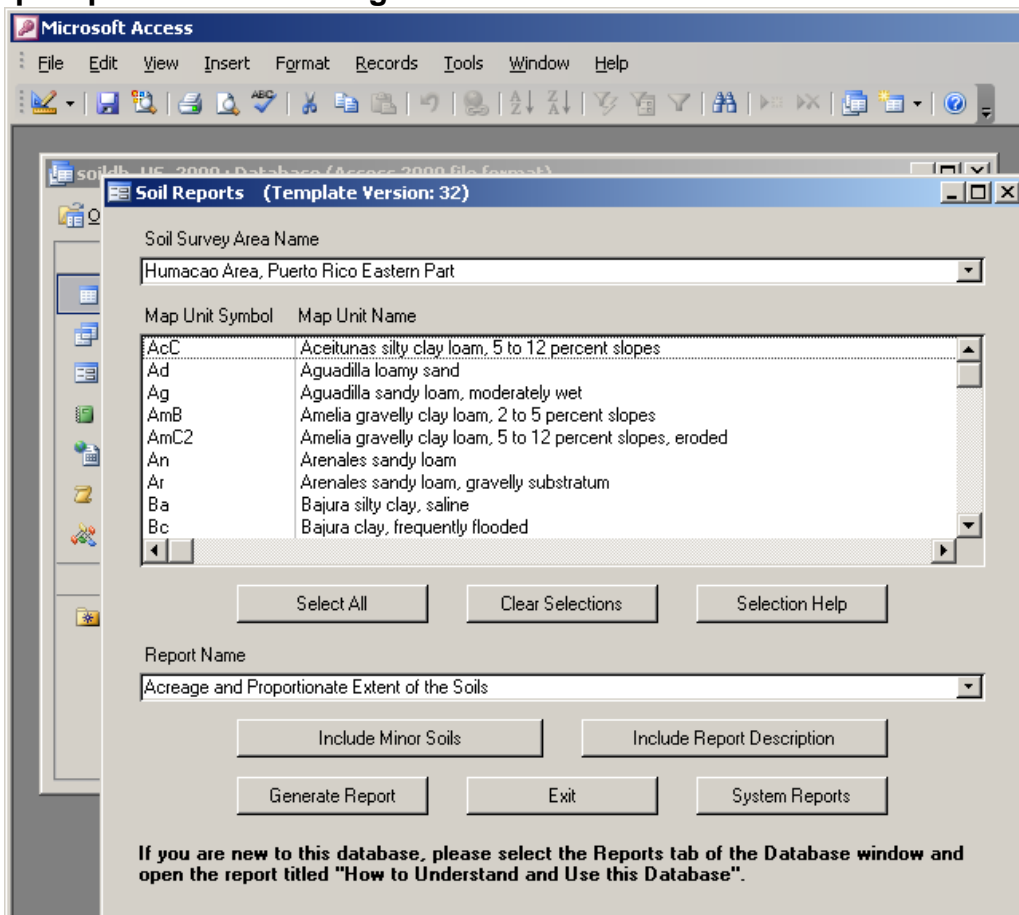 Microsoft Access
File Edit View Insert Format Records Tools Window Help
soildb_US_2000 : Database (Access 2000 file format)
Soil Reports (Template Version: 32)
Soil Survey Area Name
Humacao Area, Puerto Rico Eastern Part
Map Unit Symbol Map Unit Name
AcC Aceitunas silty clay loam, 5 to 12 percent slopes
Ad Aguadilla loamy sand
Ag Aguadilla sandy loam, moderately wet
AmB Amelia gravelly clay loam, 2 to 5 percent slopes
AmC2 Amelia gravelly clay loam, 5 to 12 percent slopes, eroded
An Arenales sandy loam
Ar Arenales sandy loam, gravelly substratum
Ba Bajura silty clay, saline
Bc Bajura clay, frequently flooded
Select All Clear Selections Selection Help
Report Name
Acreage and Proportionate Extent of the Soils
Include Minor Soils Include Report Description
Generate Report Exit System Reports
If you are new to this database, please select the Reports tab of the Database window and
open the report titled "How to Understand and Use this Database".